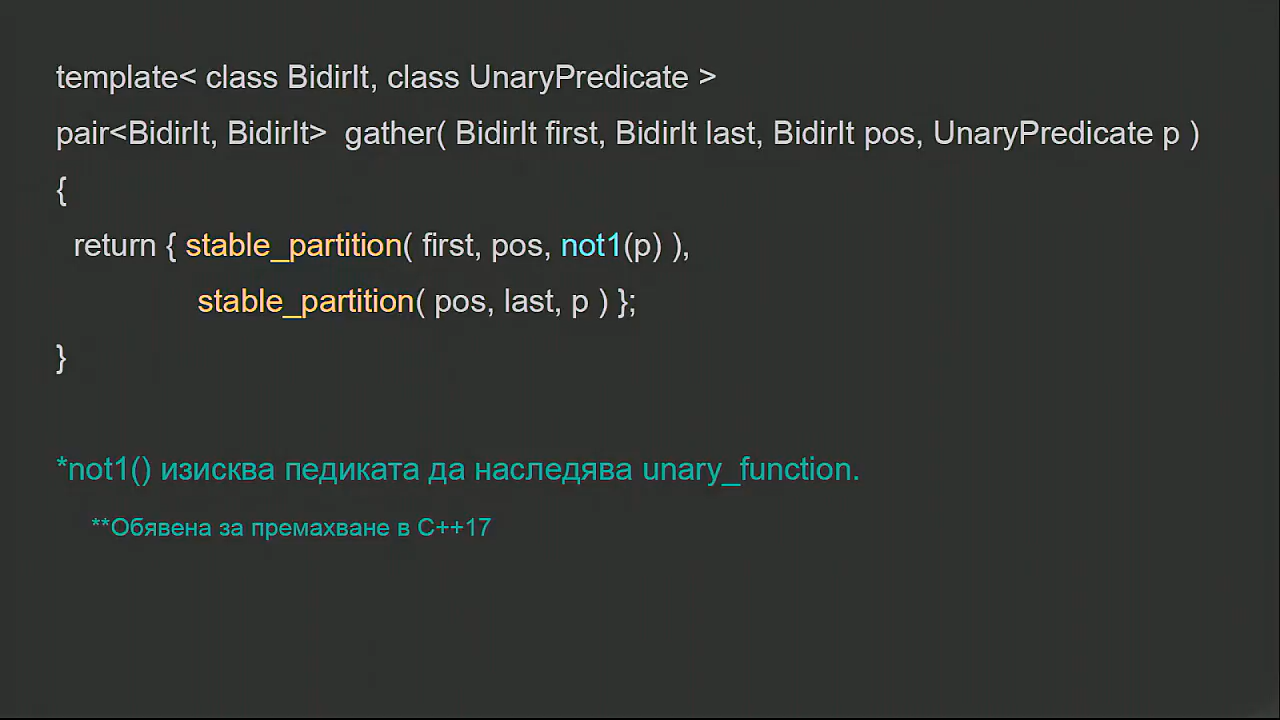 template< class BidirIt, class UnaryPredicate >
pair<BidirIt, BidirIt> gather( BidirIt first, BidirIt last, BidirIt pos, UnaryPredicate p )
{
return { stable_partition( first, pos, not1(p) ),
stable_partition( pos, last, p ) };
}
*not1() изисква педиката да наследява unary_function.
**Обявена за премахване в C++17